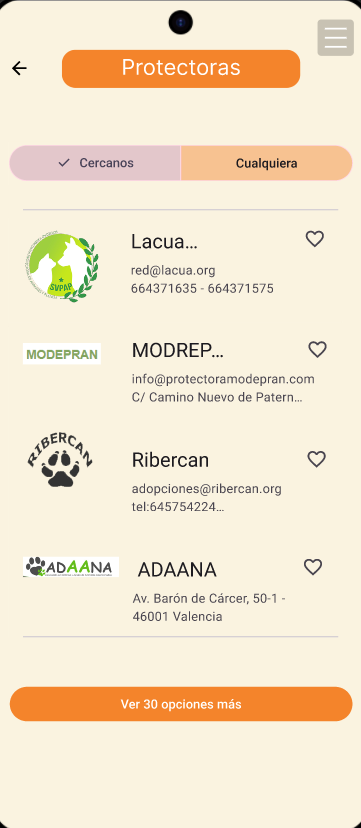 Protectoras
Cercanos
Cualquiera
SVPAP
Lacua...
red@lacua.org
664371635 - 664371575
MODEPRAN
MODREP...
info@protectoramodepran.com
C/ Camino Nuevo de Patern...
RIBERCAN
Ribercan
adopciones@ribercan.org
tel:645754224...
ADAANA
ADAANA
Av. Barón de Cárcer, 50-1 -
46001 Valencia
Ver 30 opciones más